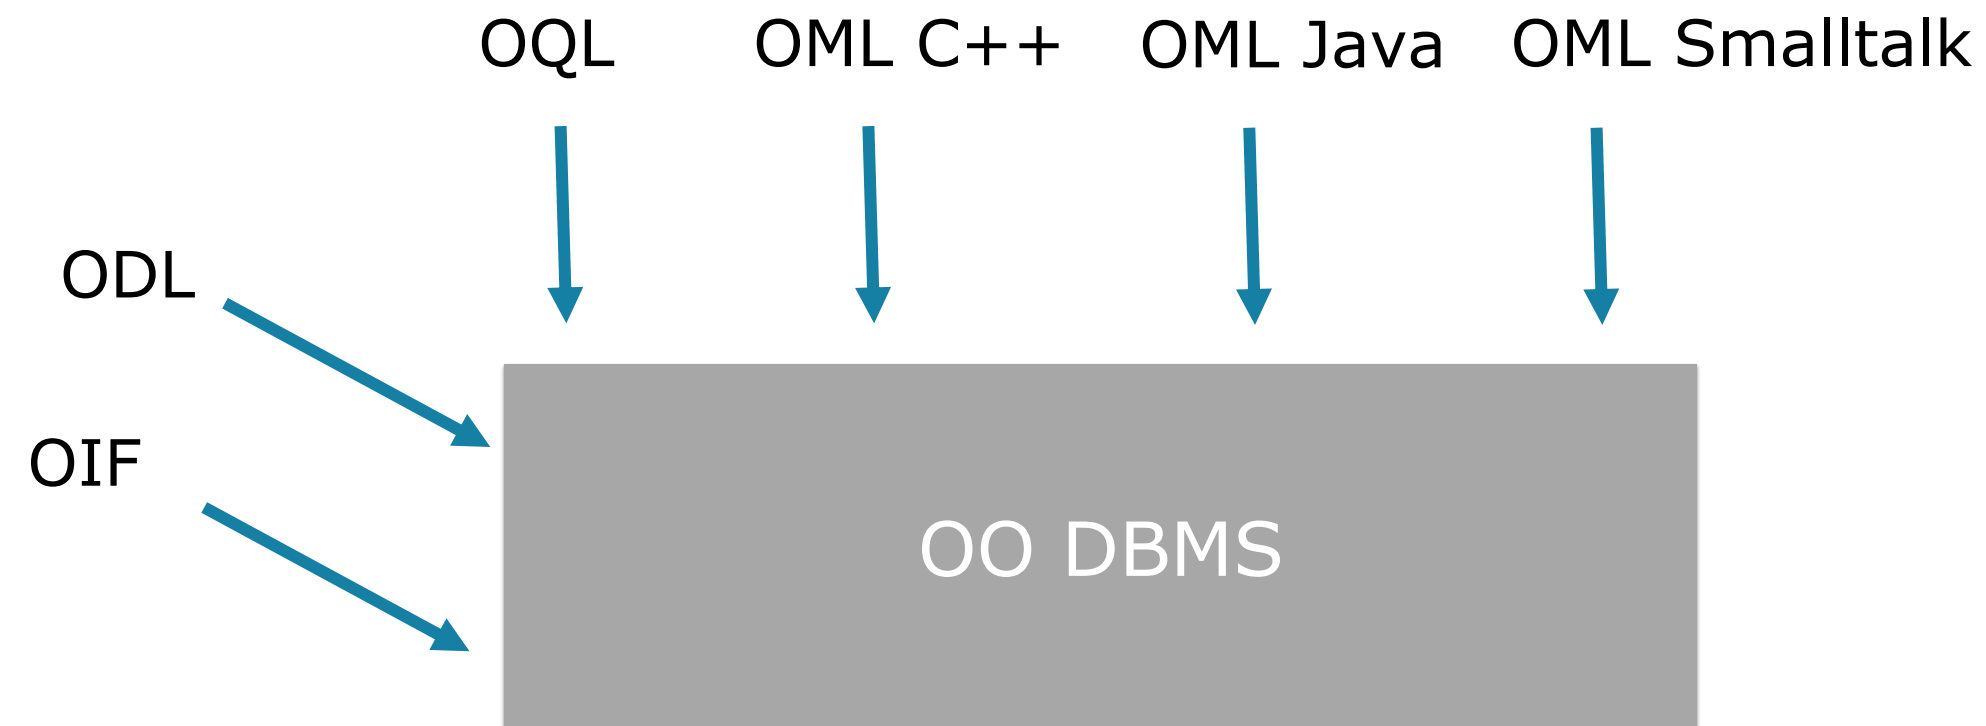 OQL OML C++ OML Java OML Smalltalk
ODL
OIF
OO DBMS